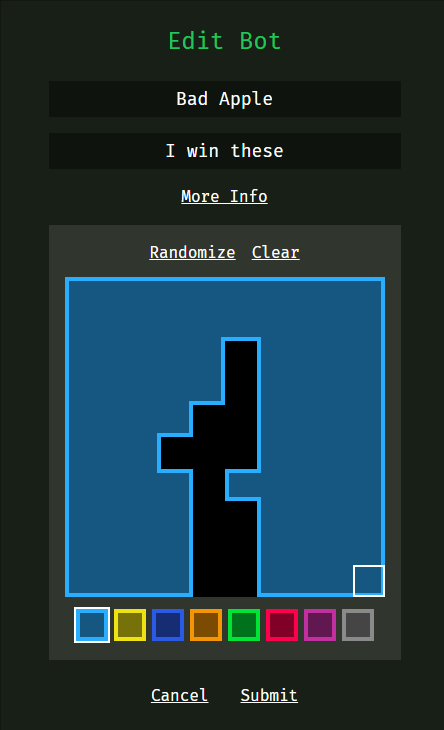 Edit Bot
Bad Apple
I win these
More Info
Randomize Clear
Cancel Submit